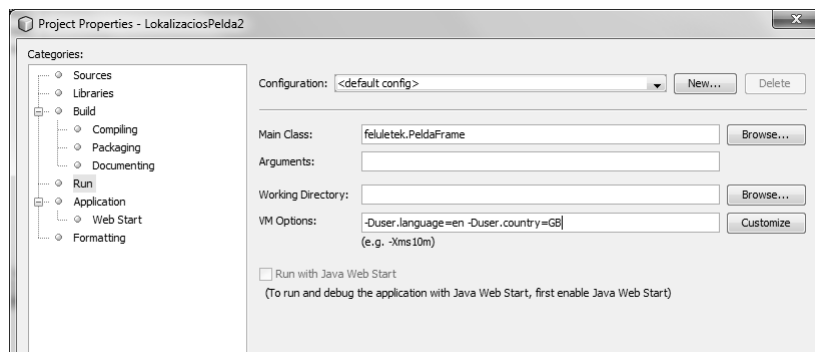 Project Properties - LokalizaciosPelda2
Categories:
Sources
Libraries
Build
Compiling
Packaging
Documenting
Run
Application
Web Start
Formatting
Configuration: <default config> New... Delete
Main Class: feluletek.PeldaFrame Browse...
Arguments:
Working Directory: Browse...
VM Options: -Duser.language=en -Duser.country=GB Customize
(e.g. -Xms10m)
Run with Java Web Start
(To run and debug the application with Java Web Start, first enable Java Web Start)